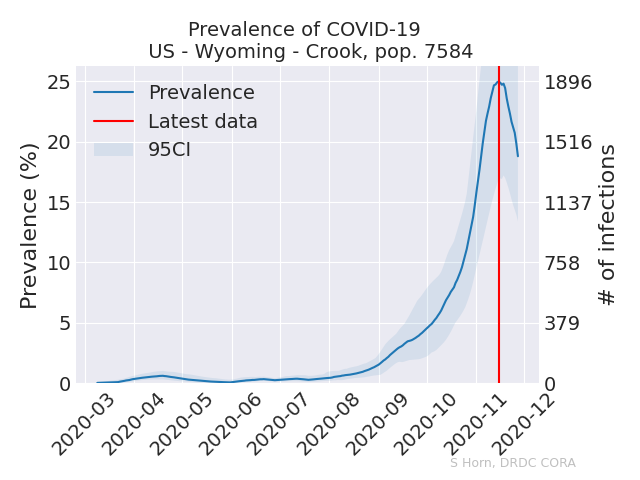 Prevalence of COVID-19
US - Wyoming - Crook, pop. 7584
Prevalence
Latest data
95CI
Prevalence (%)
25
20
15
10
5
0
1896
1516
1137
758
379
0
# of infections
2020-03
2020-04
2020-05
2020-06
2020-07
2020-08
2020-09
2020-10
2020-11
2020-12
S Horn, DRDC CORA